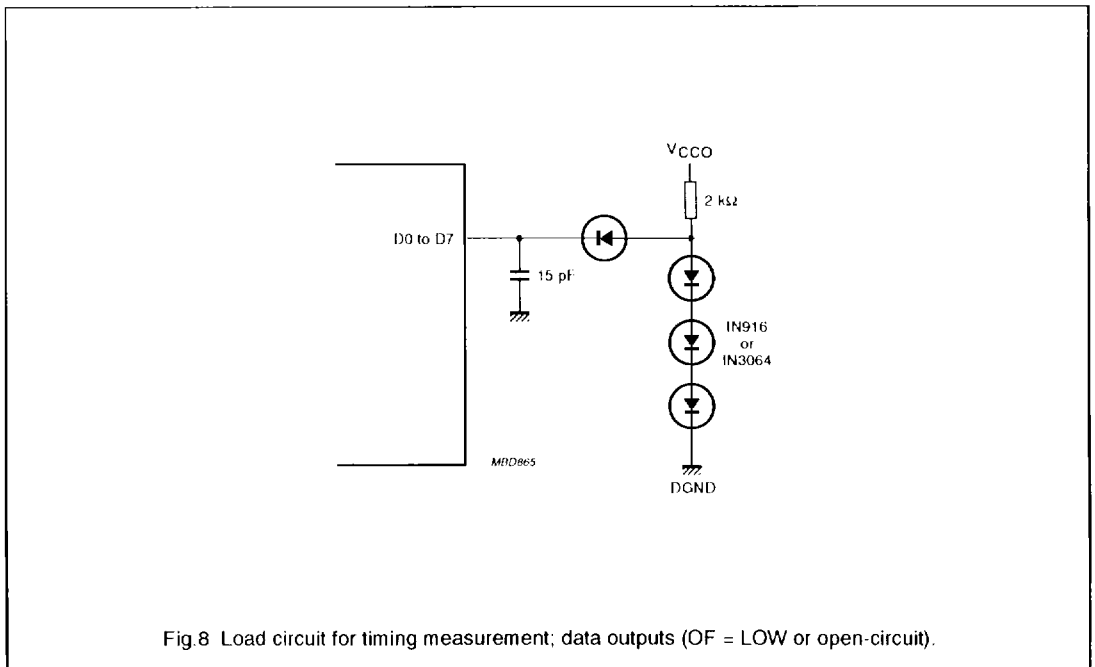 VCCO
2 kΩ
D0 to D7
15 pF
IN916
or
IN3064
MBD865
DGND
Fig.8 Load circuit for timing measurement; data outputs (OF = LOW or open-circuit).